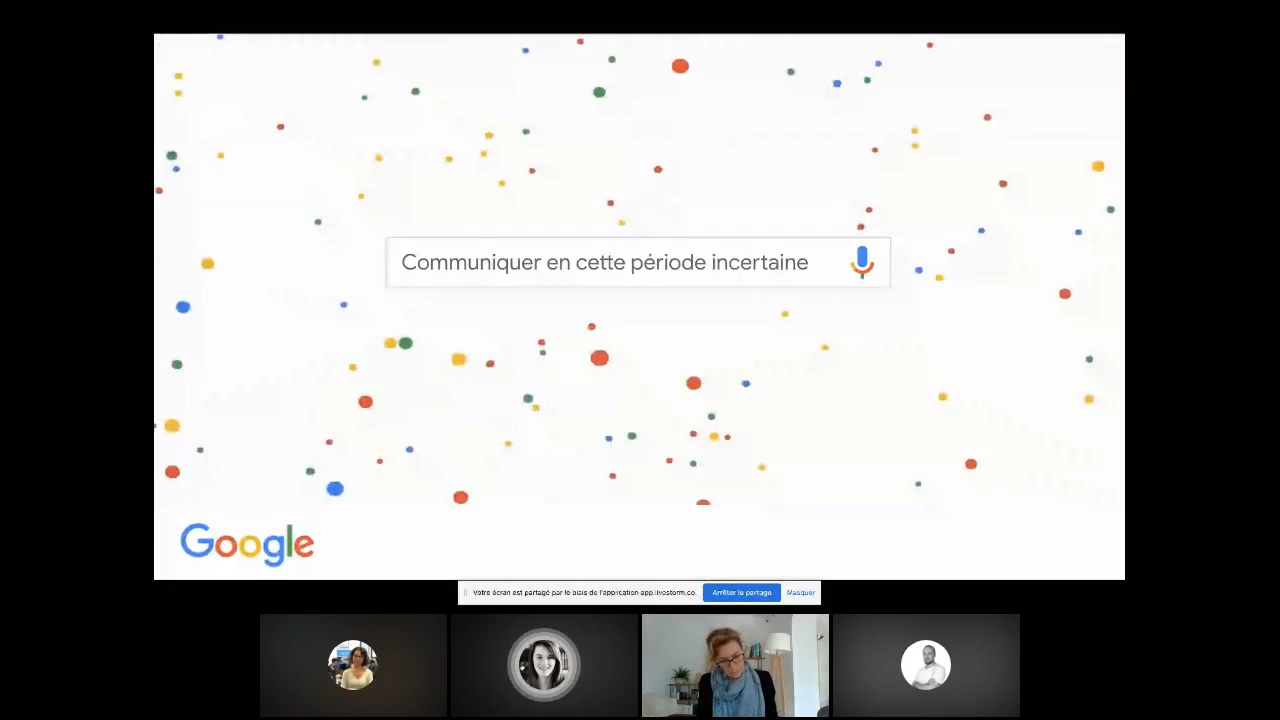 Communiquer en cette période incertaine
Google
Votre écran est partagé par le biais de l'application app.livestorm.co.
Arrêter le partage
Masquer